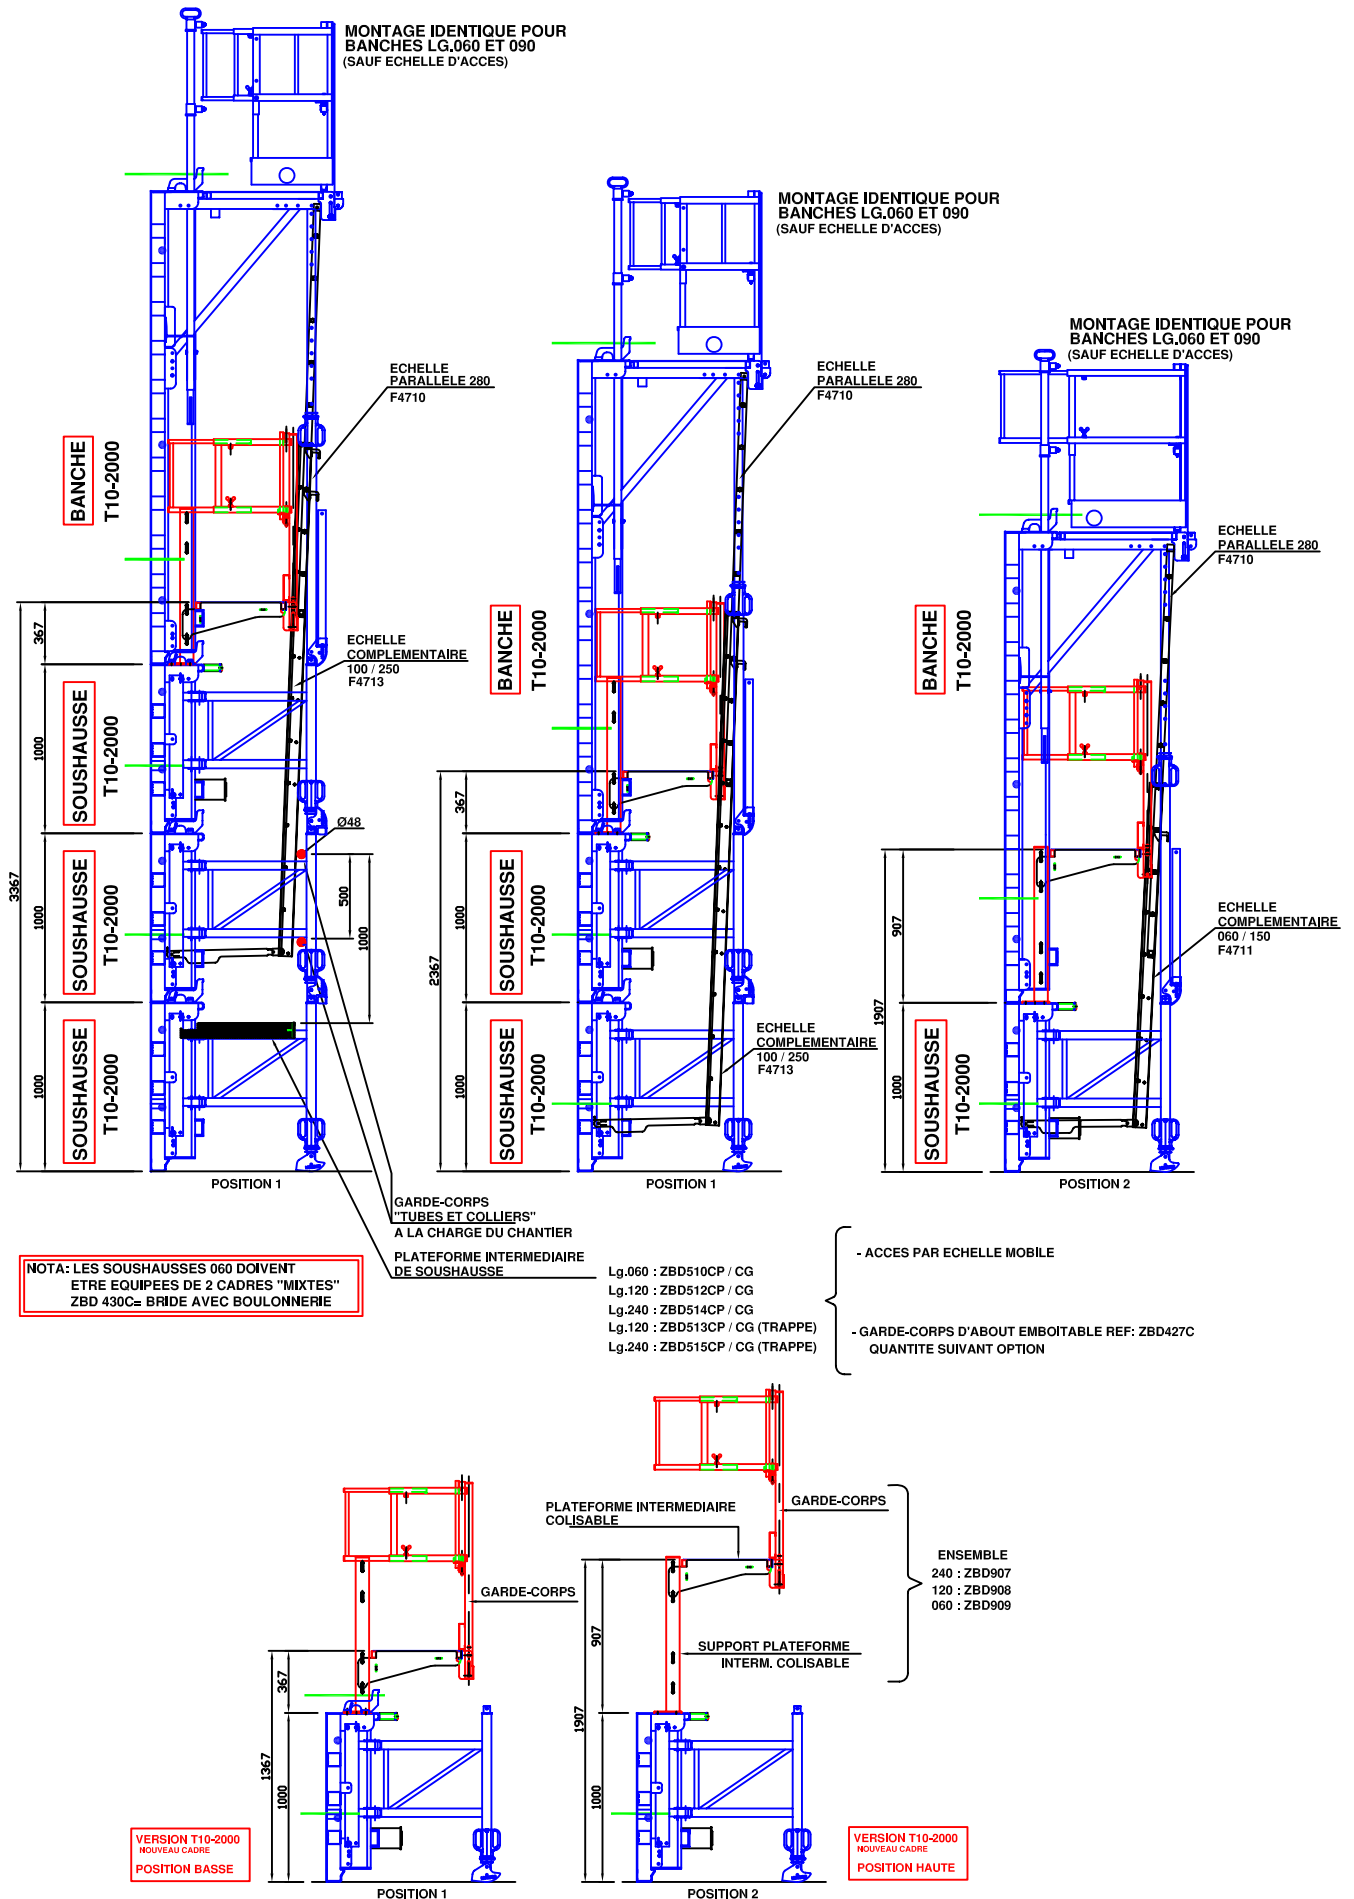 MONTAGE IDENTIQUE POUR
BANCHES LG.060 ET 090
(SAUF ECHELLE D'ACCES)
ECHELLE
PARALLELE 280
F4710
BANCHE
T10-2000
367
ECHELLE
COMPLEMENTAIRE
100 / 250
F4713
SOUSHAUSSE
T10-2000
1000
Ø48
3367
SOUSHAUSSE
T10-2000
1000
500
1000
SOUSHAUSSE
T10-2000
1000
POSITION 1
MONTAGE IDENTIQUE POUR
BANCHES LG.060 ET 090
(SAUF ECHELLE D'ACCES)
ECHELLE
PARALLELE 280
F4710
BANCHE
T10-2000
367
2367
SOUSHAUSSE
T10-2000
1000
ECHELLE
COMPLEMENTAIRE
100 / 250
F4713
SOUSHAUSSE
T10-2000
1000
POSITION 1
MONTAGE IDENTIQUE POUR
BANCHES LG.060 ET 090
(SAUF ECHELLE D'ACCES)
ECHELLE
PARALLELE 280
F4710
BANCHE
T10-2000
907
1907
ECHELLE
COMPLEMENTAIRE
060 / 150
F4711
SOUSHAUSSE
T10-2000
1000
POSITION 2
GARDE-CORPS
"TUBES ET COLLIERS"
A LA CHARGE DU CHANTIER
PLATEFORME INTERMEDIAIRE
DE SOUSHAUSSE
NOTA: LES SOUSHAUSSES 060 DOIVENT
ETRE EQUIPEES DE 2 CADRES "MIXTES"
ZBD 430C= BRIDE AVEC BOULONNERIE
Lg.060 : ZBD510CP / CG
Lg.120 : ZBD512CP / CG
Lg.240 : ZBD514CP / CG
Lg.120 : ZBD513CP / CG (TRAPPE)
Lg.240 : ZBD515CP / CG (TRAPPE)
- ACCES PAR ECHELLE MOBILE
- GARDE-CORPS D'ABOUT EMBOITABLE REF: ZBD427C
QUANTITE SUIVANT OPTION
GARDE-CORPS
367
1367
1000
VERSION T10-2000
NOUVEAU CADRE
POSITION BASSE
POSITION 1
PLATEFORME INTERMEDIAIRE
COLISABLE
GARDE-CORPS
ENSEMBLE
240 : ZBD907
120 : ZBD908
060 : ZBD909
907
SUPPORT PLATEFORME
INTERM. COLISABLE
1907
1000
VERSION T10-2000
NOUVEAU CADRE
POSITION HAUTE
POSITION 2